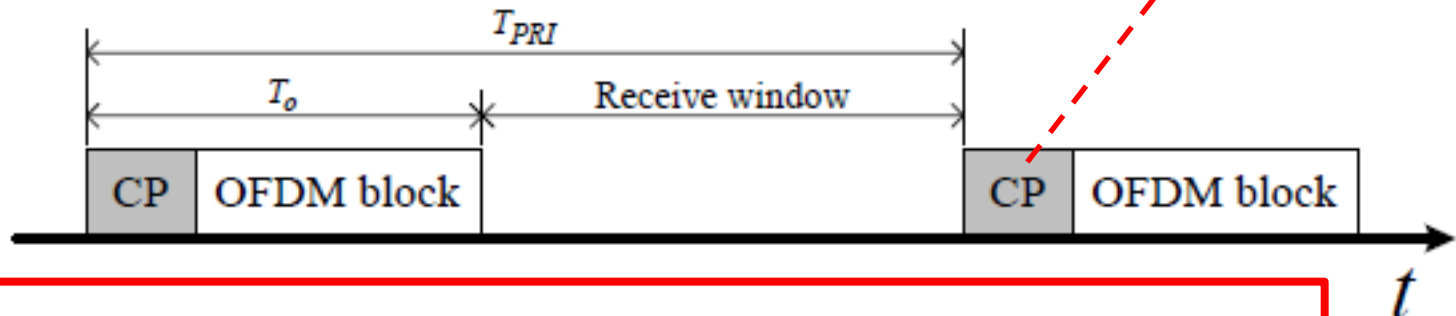 T_PRI
T_o Receive window
CP OFDM block CP OFDM block
t